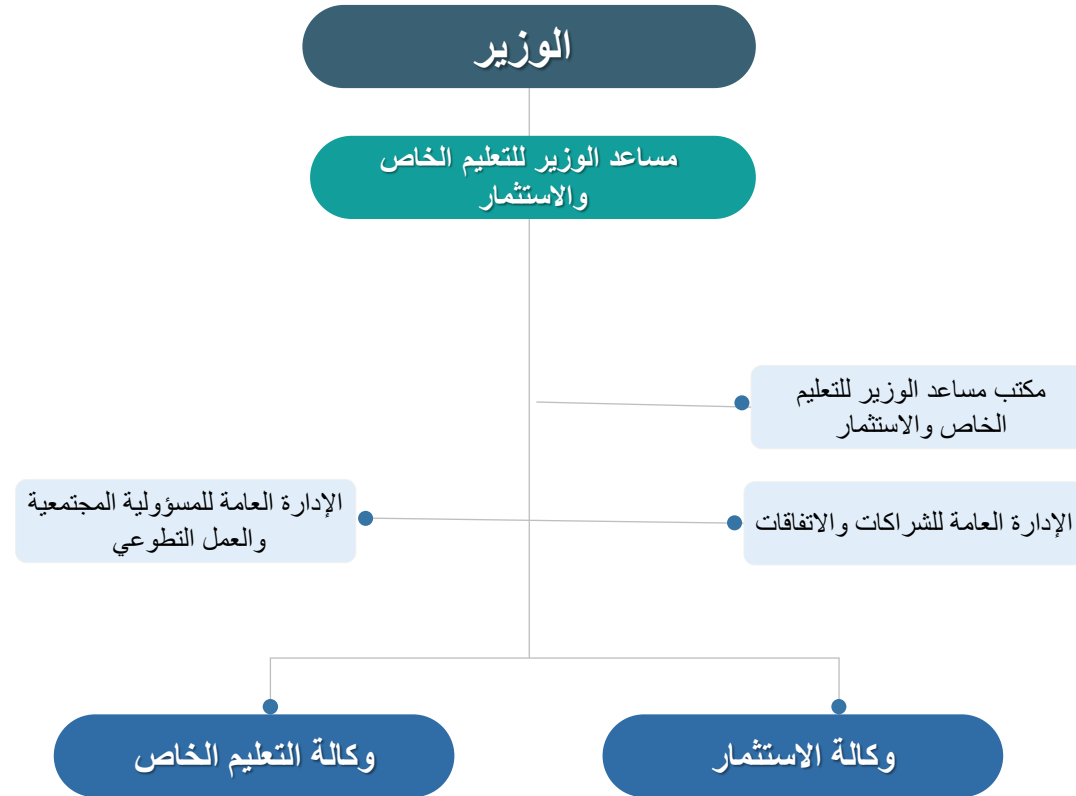 الوزير
مساعد الوزير للتعليم الخاص
والاستثمار
مكتب مساعد الوزير للتعليم
الخاص والاستثمار
الإدارة العامة للشراكات والاتفاقات
الإدارة العامة للمسؤولية المجتمعية
والعمل التطوعي
وكالة الاستثمار
وكالة التعليم الخاص